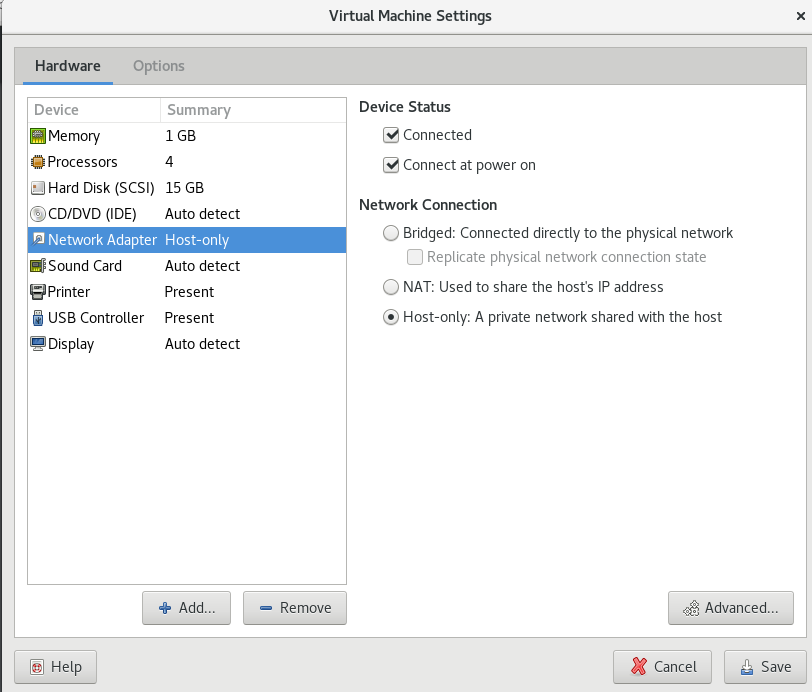 Virtual Machine Settings
Hardware Options
Device Summary
Memory 1 GB
Processors 4
Hard Disk (SCSI) 15 GB
CD/DVD (IDE) Auto detect
Network Adapter Host-only
Sound Card Auto detect
Printer Present
USB Controller Present
Display Auto detect
Add... Remove
Device Status
Connected
Connect at power on
Network Connection
Bridged: Connected directly to the physical network
Replicate physical network connection state
NAT: Used to share the host's IP address
Host-only: A private network shared with the host
Advanced...
Help Cancel Save